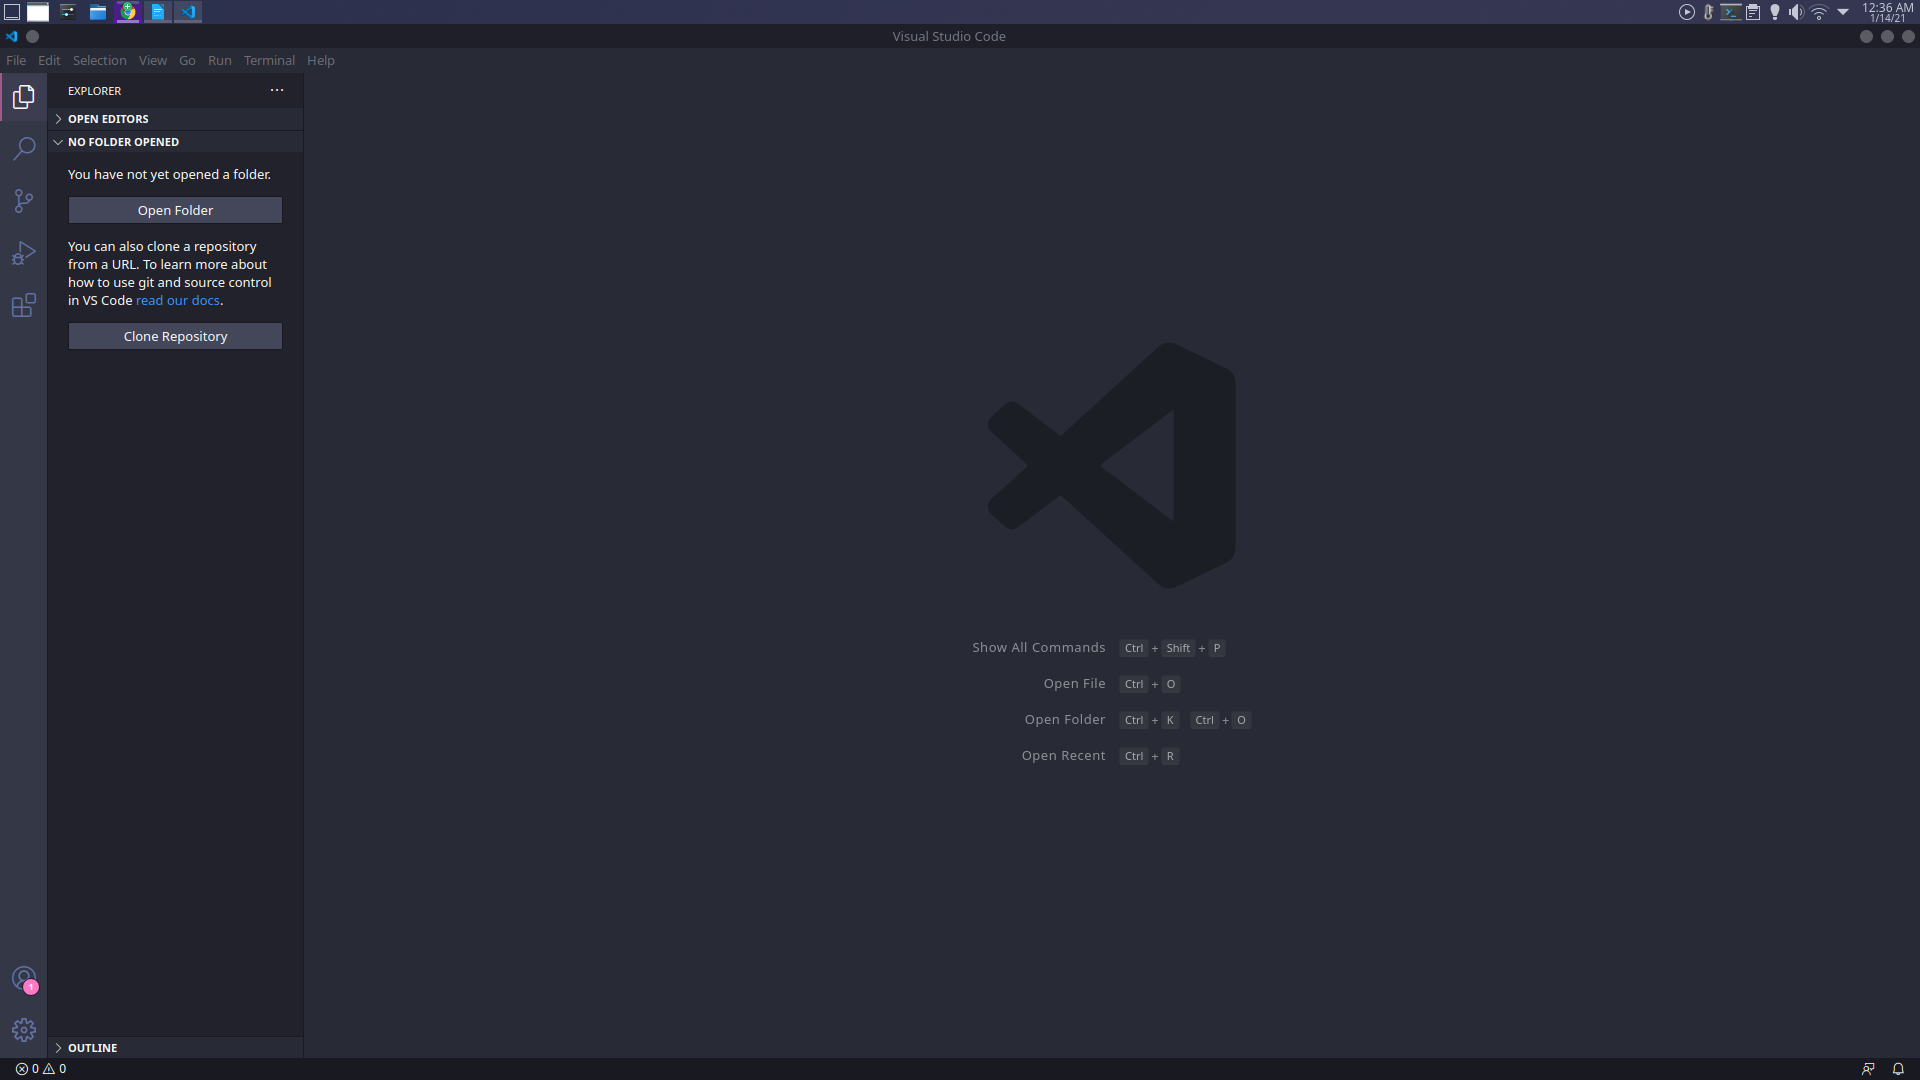 12:36 AM
1/14/21
Visual Studio Code
File Edit Selection View Go Run Terminal Help
EXPLORER
OPEN EDITORS
NO FOLDER OPENED
You have not yet opened a folder.
Open Folder
You can also clone a repository
from a URL. To learn more about
how to use git and source control
in VS Code read our docs.
Clone Repository
Show All Commands Ctrl + Shift + P
Open File Ctrl + O
Open Folder Ctrl + K Ctrl + O
Open Recent Ctrl + R
1
OUTLINE
0 0